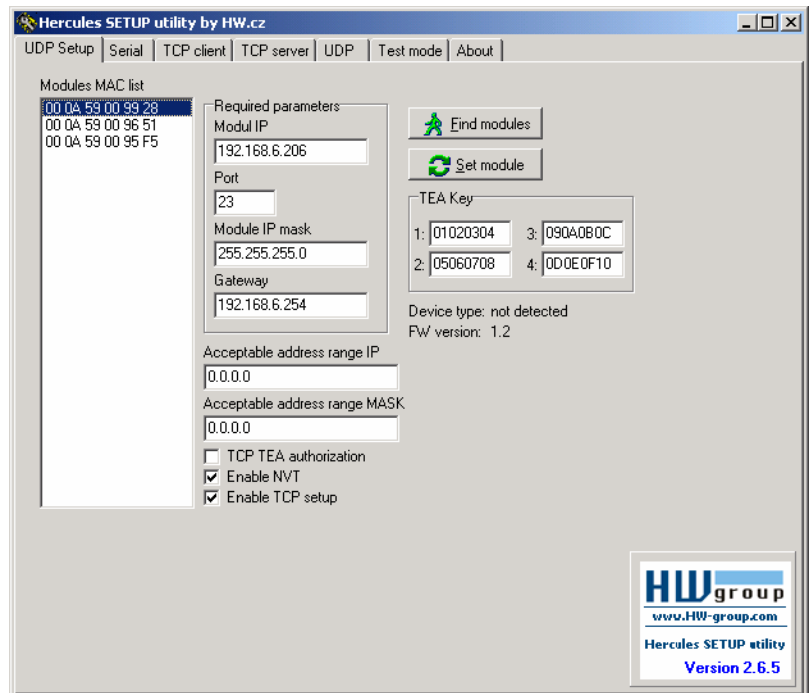 Hercules SETUP utility by HW.cz
UDP Setup Serial TCP client TCP server UDP Test mode About
Modules MAC list
00 0A 59 00 99 28
00 0A 59 00 96 51
00 0A 59 00 95 F5
Required parameters
Modul IP
192.168.6.206
Port
23
Module IP mask
255.255.255.0
Gateway
192.168.6.254
Acceptable address range IP
0.0.0.0
Acceptable address range MASK
0.0.0.0
TCP TEA authorization
Enable NVT
Enable TCP setup
Find modules
Set module
TEA Key
1: 01020304 3: 090A0B0C
2: 05060708 4: 0D0E0F10
Device type: not detected
FW version: 1.2
HW group
www.HW-group.com
Hercules SETUP utility
Version 2.6.5